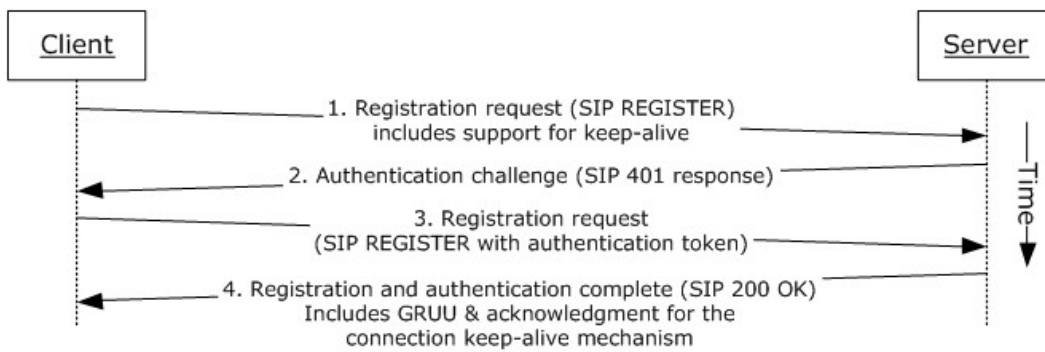 Client
Server
1. Registration request (SIP REGISTER)
includes support for keep-alive
2. Authentication challenge (SIP 401 response)
3. Registration request
(SIP REGISTER with authentication token)
4. Registration and authentication complete (SIP 200 OK)
Includes GRUU & acknowledgment for the
connection keep-alive mechanism
Time